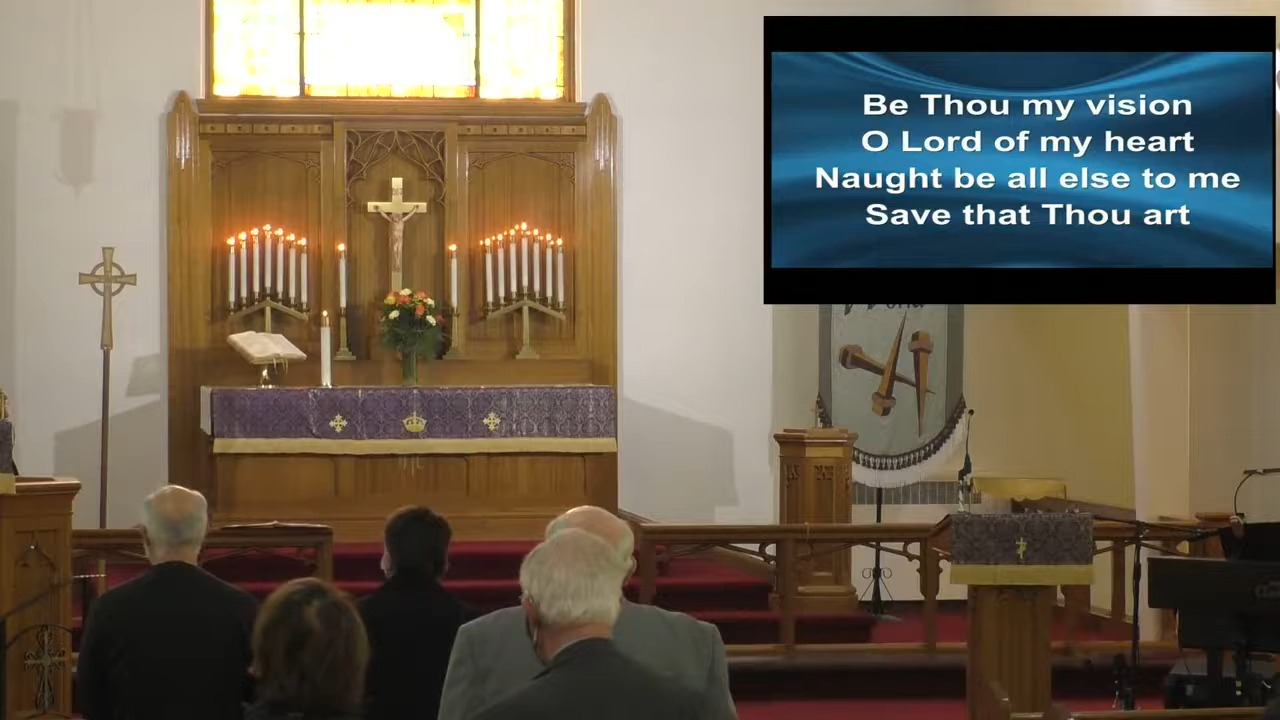 Be Thou my vision
O Lord of my heart
Naught be all else to me
Save that Thou art